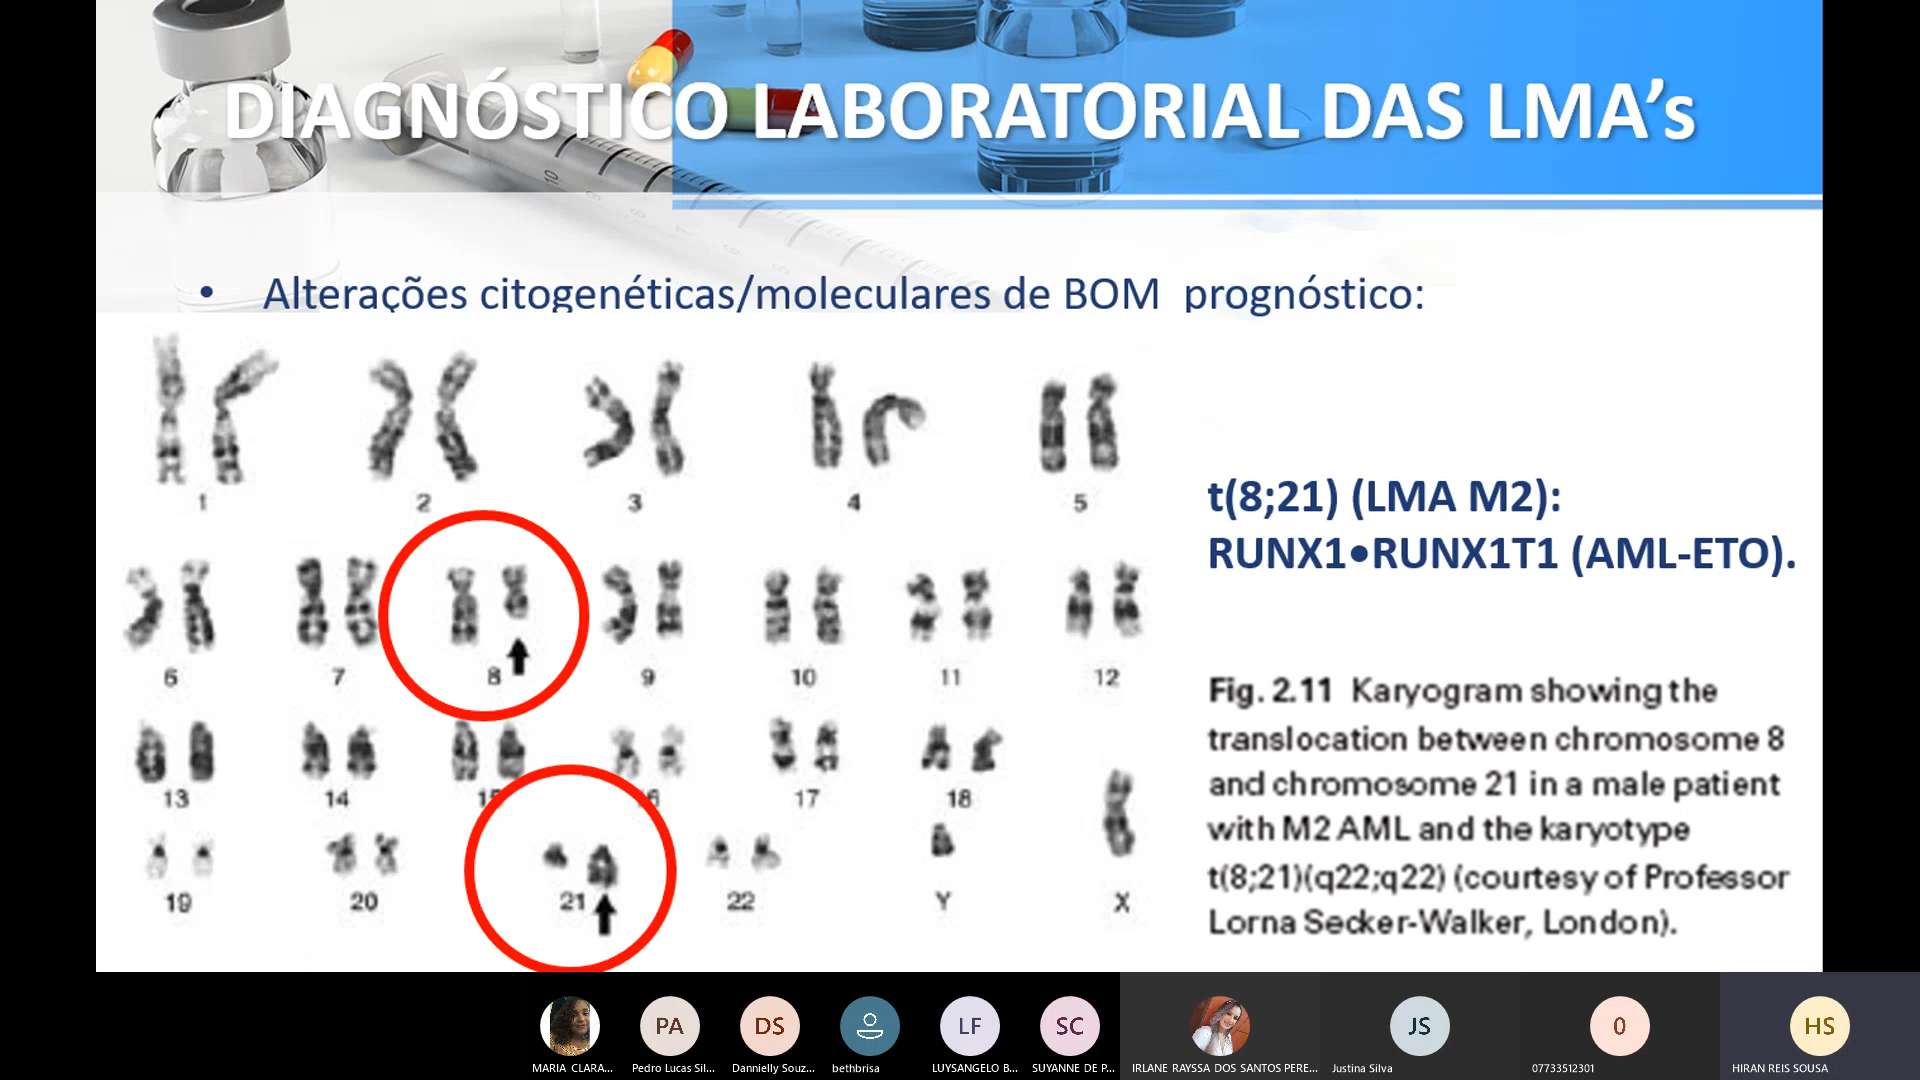 DIAGNÓSTICO LABORATORIAL DAS LMA's
• Alterações citogenéticas/moleculares de BOM prognóstico:
1 2 3 4 5
t(8;21) (LMA M2):
RUNX1•RUNX1T1 (AML-ETO).
6 7 8 9 10 11 12
13 14 15 16 17 18
19 20 21 22 Y X
Fig. 2.11 Karyogram showing the
translocation between chromosome 8
and chromosome 21 in a male patient
with M2 AML and the karyotype
t(8;21)(q22;q22) (courtesy of Professor
Lorna Secker-Walker, London).
PA DS LF SC JS 0 HS
MARIA CLARA... Pedro Lucas Sil... Dannielly Souz... bethbrisa LUYSANGELO B... SUYANNE DE P... IRLANE RAYSSA DOS SANTOS PERE... Justina Silva 07733512301 HIRAN REIS SOUSA